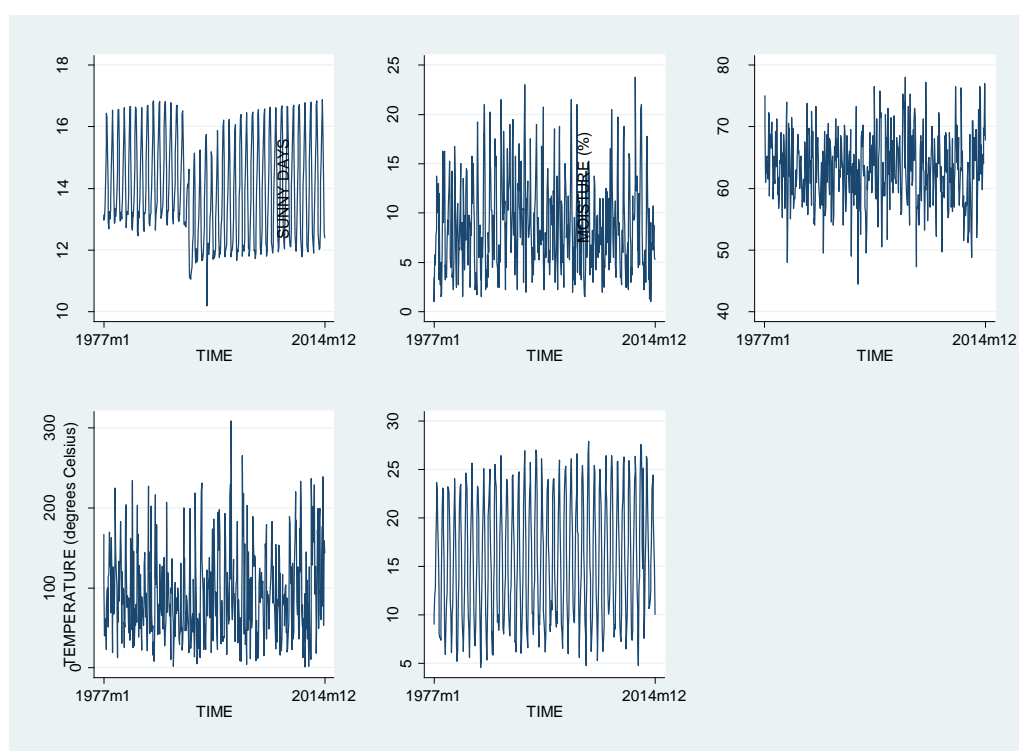 18
16
14
12
10
SUNNY DAYS
1977m1
2014m12
TIME
25
20
15
10
5
0
MOISTURE (%)
1977m1
2014m12
TIME
80
70
60
50
40
1977m1
2014m12
TIME
300
200
100
0
TEMPERATURE (degrees Celsius)
1977m1
2014m12
TIME
30
25
20
15
10
5
1977m1
2014m12
TIME